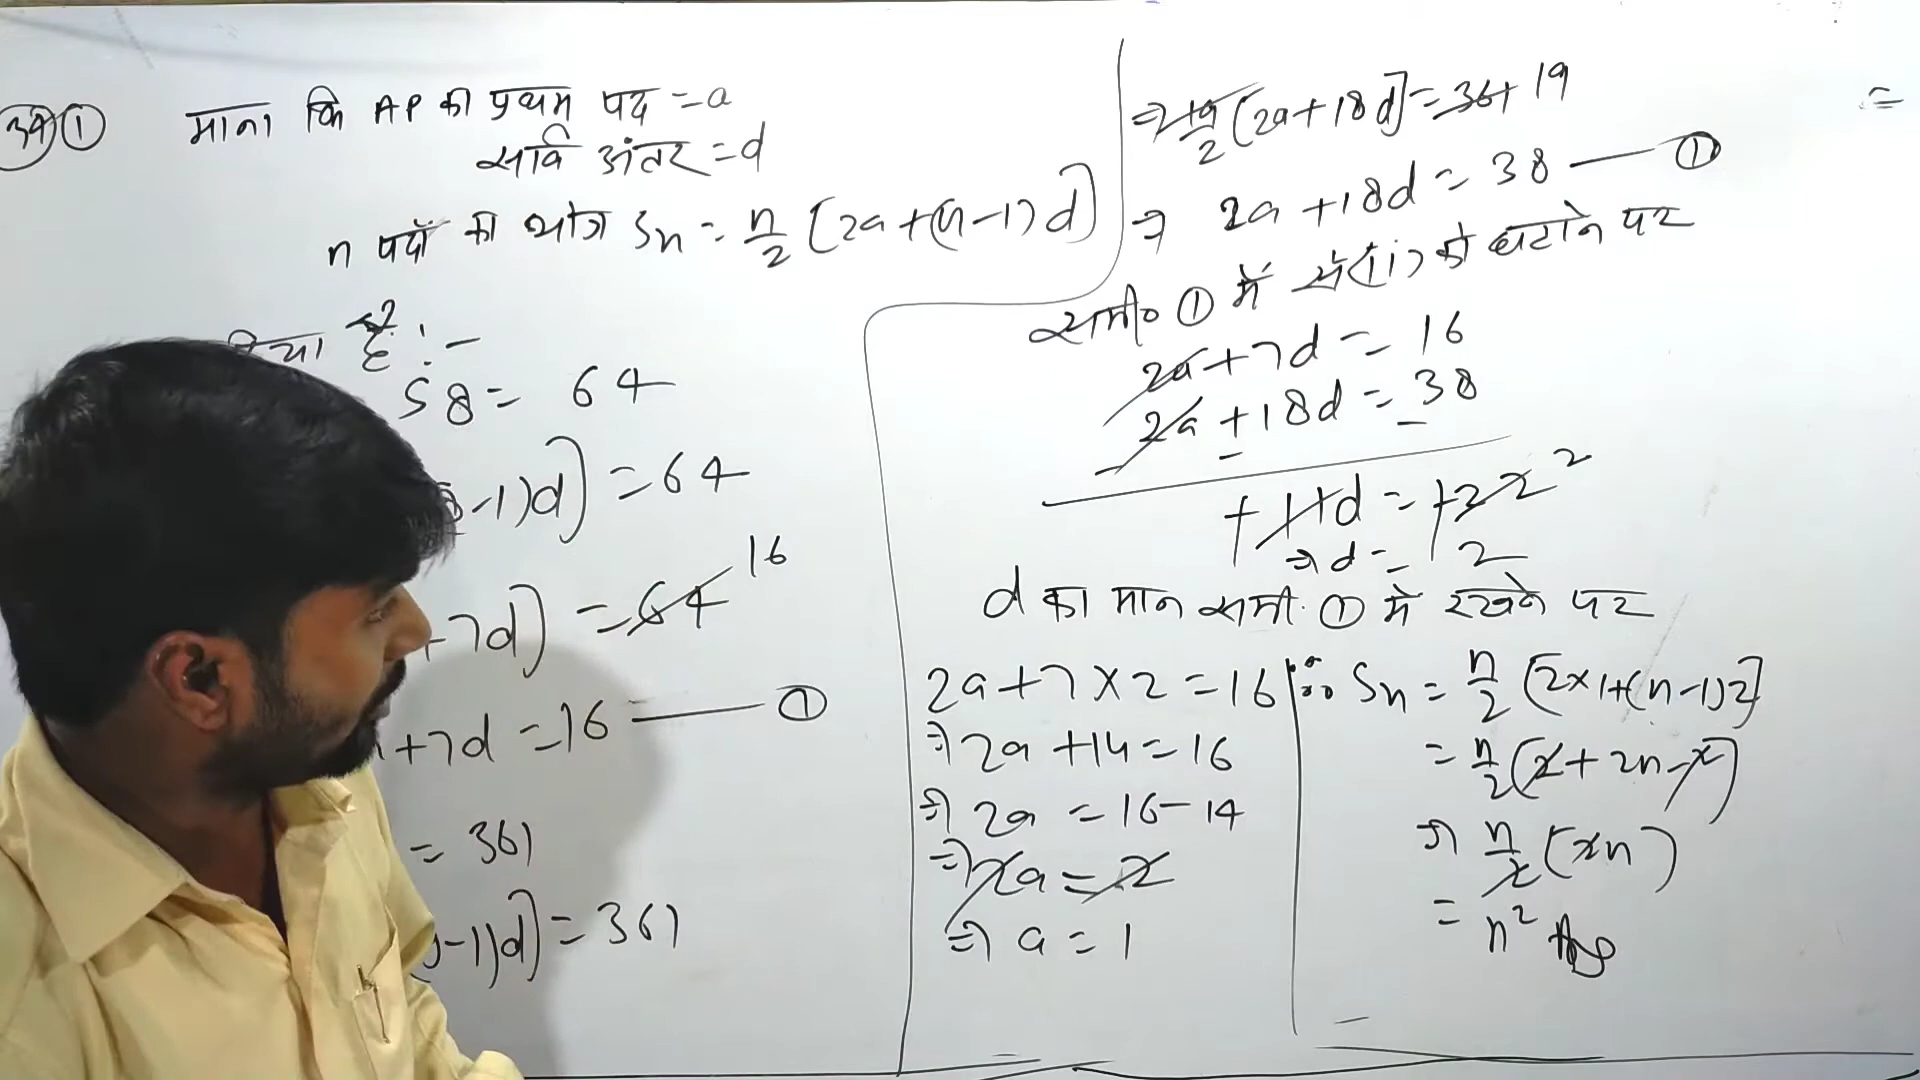 उ० ①
माना कि AP का प्रथम पद = a
सार्व अंतर = d
n पदों का योग Sn = n/2 [2a+(n-1)d]
है :-
S8 = 64
-1)d] = 64
+7d] = 64 16
+7d = 16 — ①
= 361
-1)d] = 361
⇒ 19/2 [2a+18d] = 361 19
⇒ 2a+18d = 38 — ①
समी० ① में से (ii) को घटाने पर
2a+7d = 16
2a+18d = 38
- - -
+11d = +22 2
⇒ d = 2
d का मान समी. ① में रखने पर
2a+7×2 = 16
⇒ 2a+14 = 16
⇒ 2a = 16-14
⇒ 2a = 2
⇒ a = 1
∴ Sn = n/2 [2×1+(n-1)2]
= n/2 (2+2n-2)
⇒ n/2 (2n)
= n² Ans
=